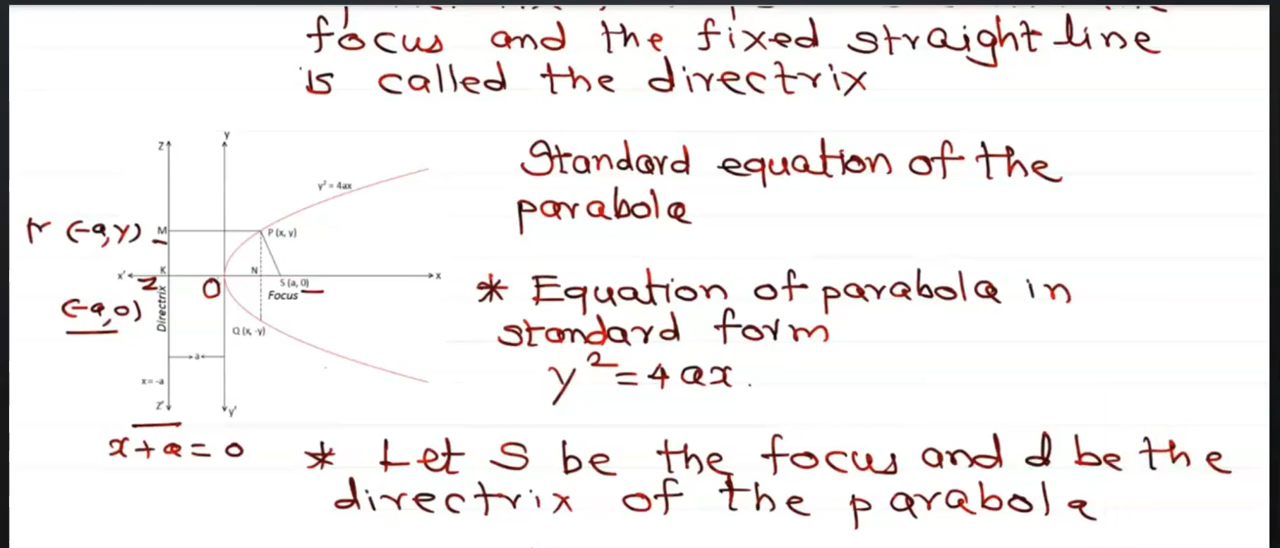 focus and the fixed straight line
is called the directrix
Standard equation of the
parabola
Z
y
y² = 4ax
(-a,y)
M
P (x, y)
x'
K
Z
N
x
O
S (a, 0)
Focus
(-a,0)
Directrix
Q (x, -y)
a
x = -a
Z'
y'
x+a=0
* Equation of parabola in
standard form
y²=4ax.
* Let S be the focus and d be the
directrix of the parabola